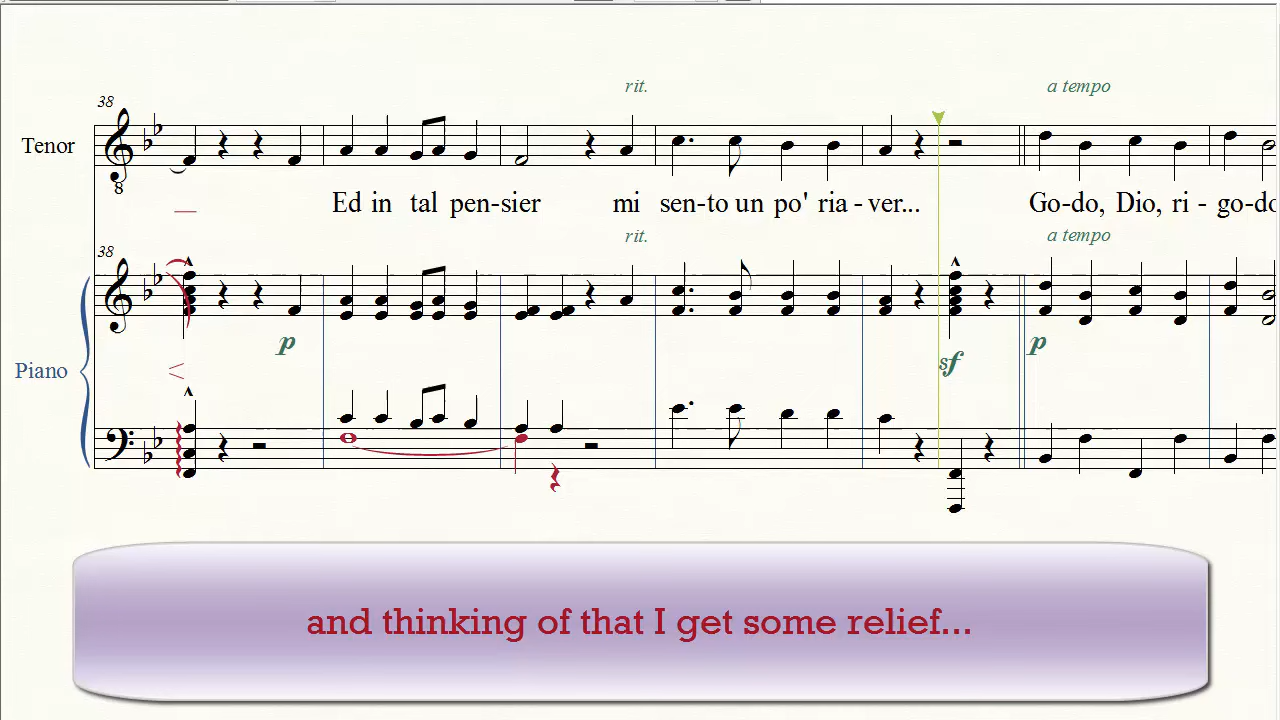 rit.
a tempo
38
Tenor
8
Ed in tal pen-sier mi sen-to un po' ria-ver... Go-do, Dio, ri - go-do
rit.
a tempo
38
p
sf
p
Piano
and thinking of that I get some relief...